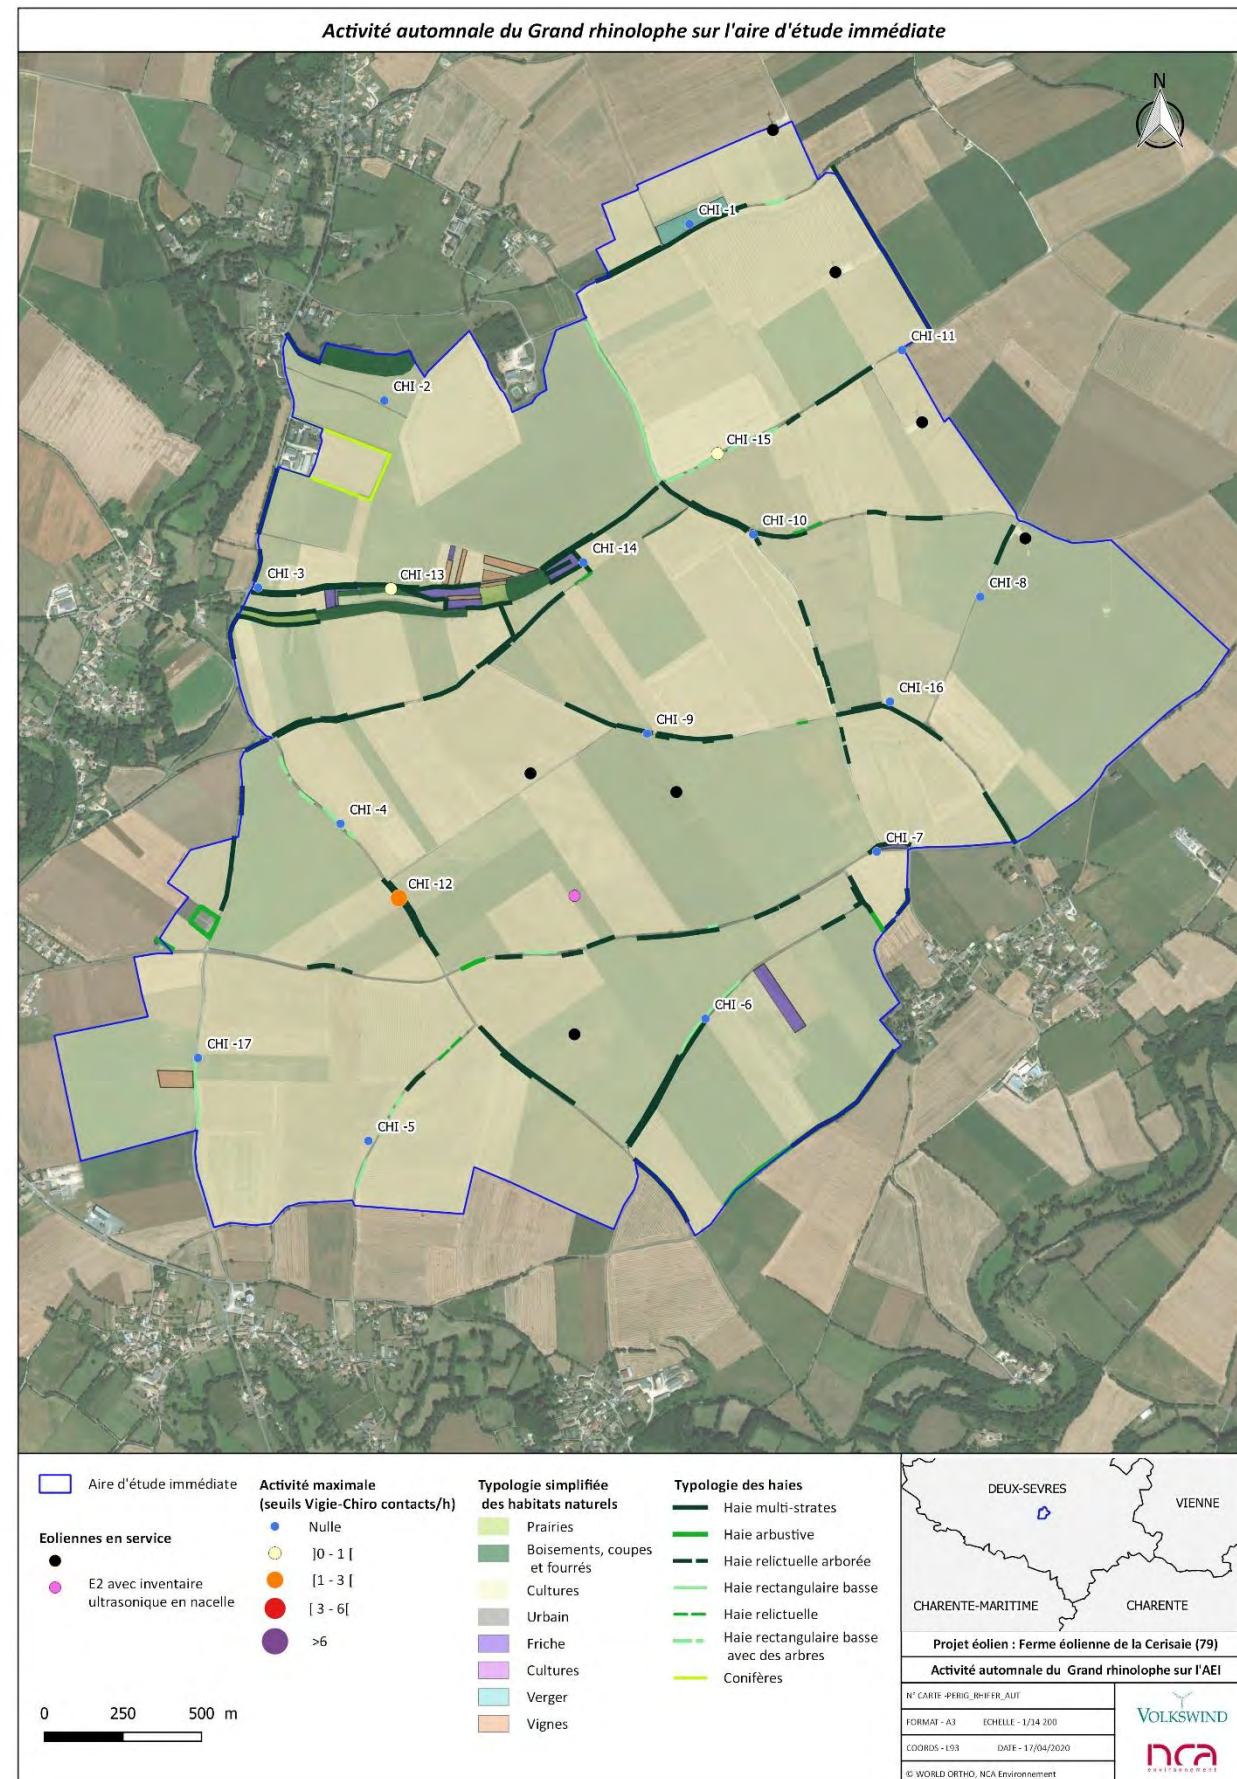 Activité automnale du Grand rhinolophe sur l'aire d'étude immédiate
N
CHI -1
CHI -11
CHI -2
CHI -15
CHI -10
CHI -14
CHI -3
CHI -13
CHI -8
CHI -16
CHI -9
CHI -4
CHI -7
CHI -12
CHI -6
CHI -17
CHI -5
Aire d'étude immédiate
Eoliennes en service
E2 avec inventaire
ultrasonique en nacelle
0 250 500 m
Activité maximale
(seuils Vigie-Chiro contacts/h)
Nulle
]0 - 1 [
[1 - 3 [
[ 3 - 6[
>6
Typologie simplifiée
des habitats naturels
Prairies
Boisements, coupes
et fourrés
Cultures
Urbain
Friche
Cultures
Verger
Vignes
Typologie des haies
Haie multi-strates
Haie arbustive
Haie relictuelle arborée
Haie rectangulaire basse
Haie relictuelle
Haie rectangulaire basse
avec des arbres
Conifères
DEUX-SEVRES
VIENNE
CHARENTE-MARITIME
CHARENTE
Projet éolien : Ferme éolienne de la Cerisaie (79)
Activité automnale du Grand rhinolophe sur l'AEI
N° CARTE -PERIG_RHIFER_AUT
FORMAT - A3 ECHELLE - 1/14 200
COORDS - L93 DATE - 17/04/2020
© WORLD ORTHO, NCA Environnement
VOLKSWIND
nca
environnement